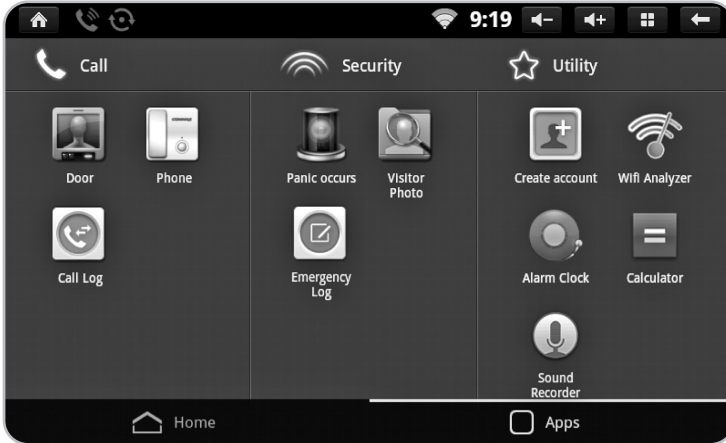 9:19
Call
Security
Utility
Door
Phone
Panic occurs
Visitor
Photo
Create account
Wifi Analyzer
Call Log
Emergency
Log
Alarm Clock
Calculator
Sound
Recorder
Home
Apps